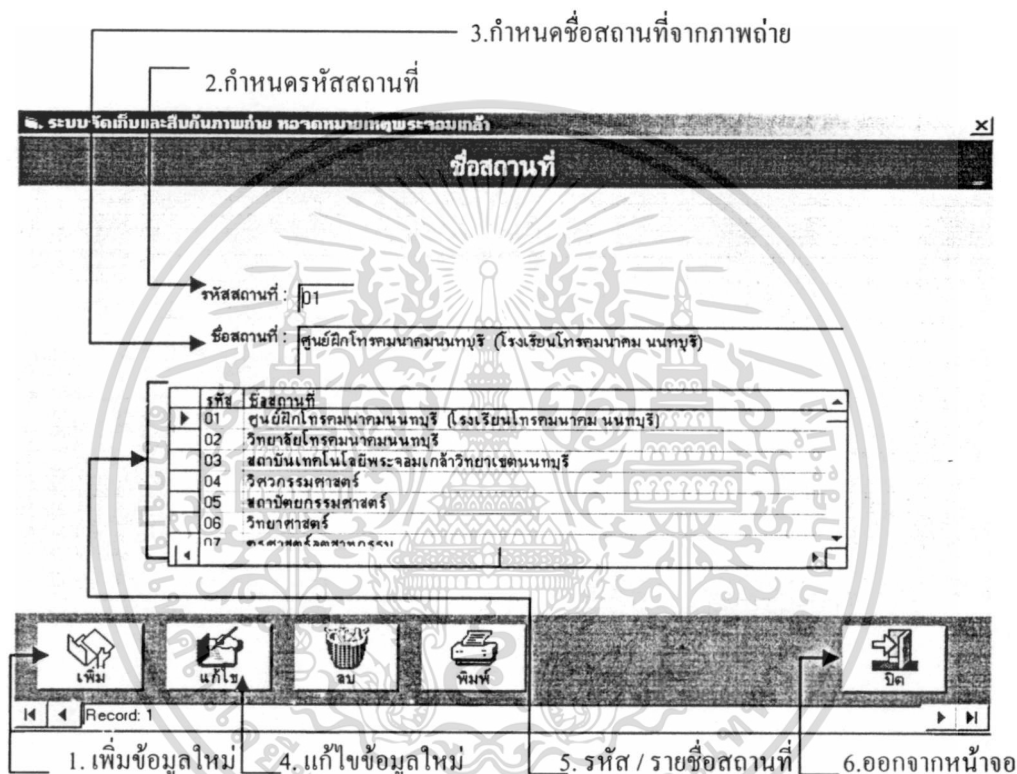 3.กำหนดชื่อสถานที่จากภาพถ่าย
2.กำหนดรหัสสถานที่
ระบบจัดเก็บและสืบค้นภาพถ่าย หอจดหมายเหตุพระจอมเกล้า
ชื่อสถานที่
รหัสสถานที่ : 01
ชื่อสถานที่ : ศูนย์ฝึกโทรคมนาคมนนทบุรี (โรงเรียนโทรคมนาคม นนทบุรี)
รหัส ชื่อสถานที่
01 ศูนย์ฝึกโทรคมนาคมนนทบุรี (โรงเรียนโทรคมนาคม นนทบุรี)
02 วิทยาลัยโทรคมนาคมนนทบุรี
03 สถาบันเทคโนโลยีพระจอมเกล้าวิทยาเขตนนทบุรี
04 วิศวกรรมศาสตร์
05 สถาปัตยกรรมศาสตร์
06 วิทยาศาสตร์
07 ครุศาสตร์อุตสาหกรรม
เพิ่ม แก้ไข ลบ พิมพ์ ปิด
Record: 1
1. เพิ่มข้อมูลใหม่ 4. แก้ไขข้อมูลใหม่ 5. รหัส / รายชื่อสถานที่ 6.ออกจากหน้าจอ